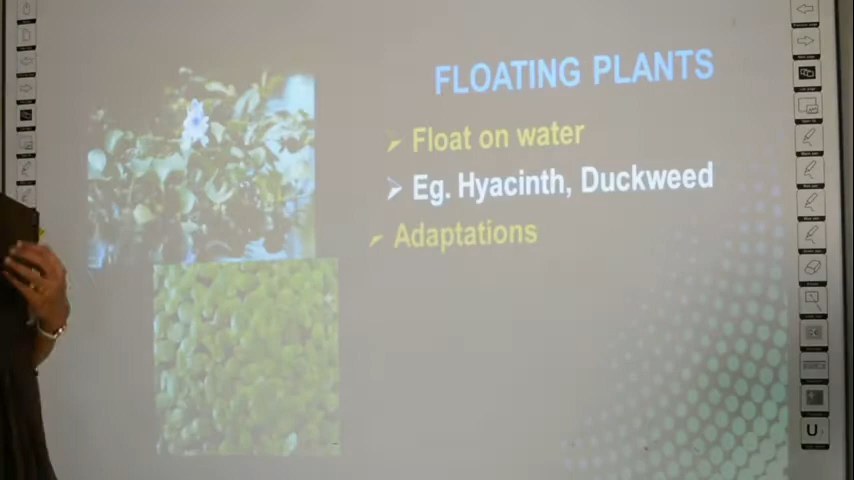 FLOATING PLANTS
Float on water
Eg. Hyacinth, Duckweed
Adaptations